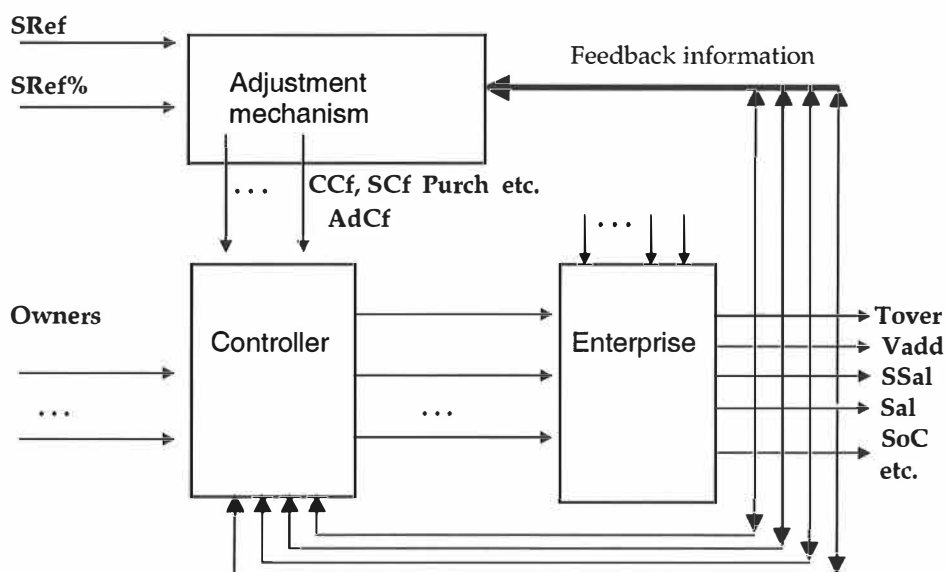 SRef
SRef%
Adjustment
mechanism
Feedback information
... CCf, SCf Purch etc.
AdCf
...
Owners
Controller
Enterprise
Tover
Vadd
SSal
Sal
SoC
etc.
...
...